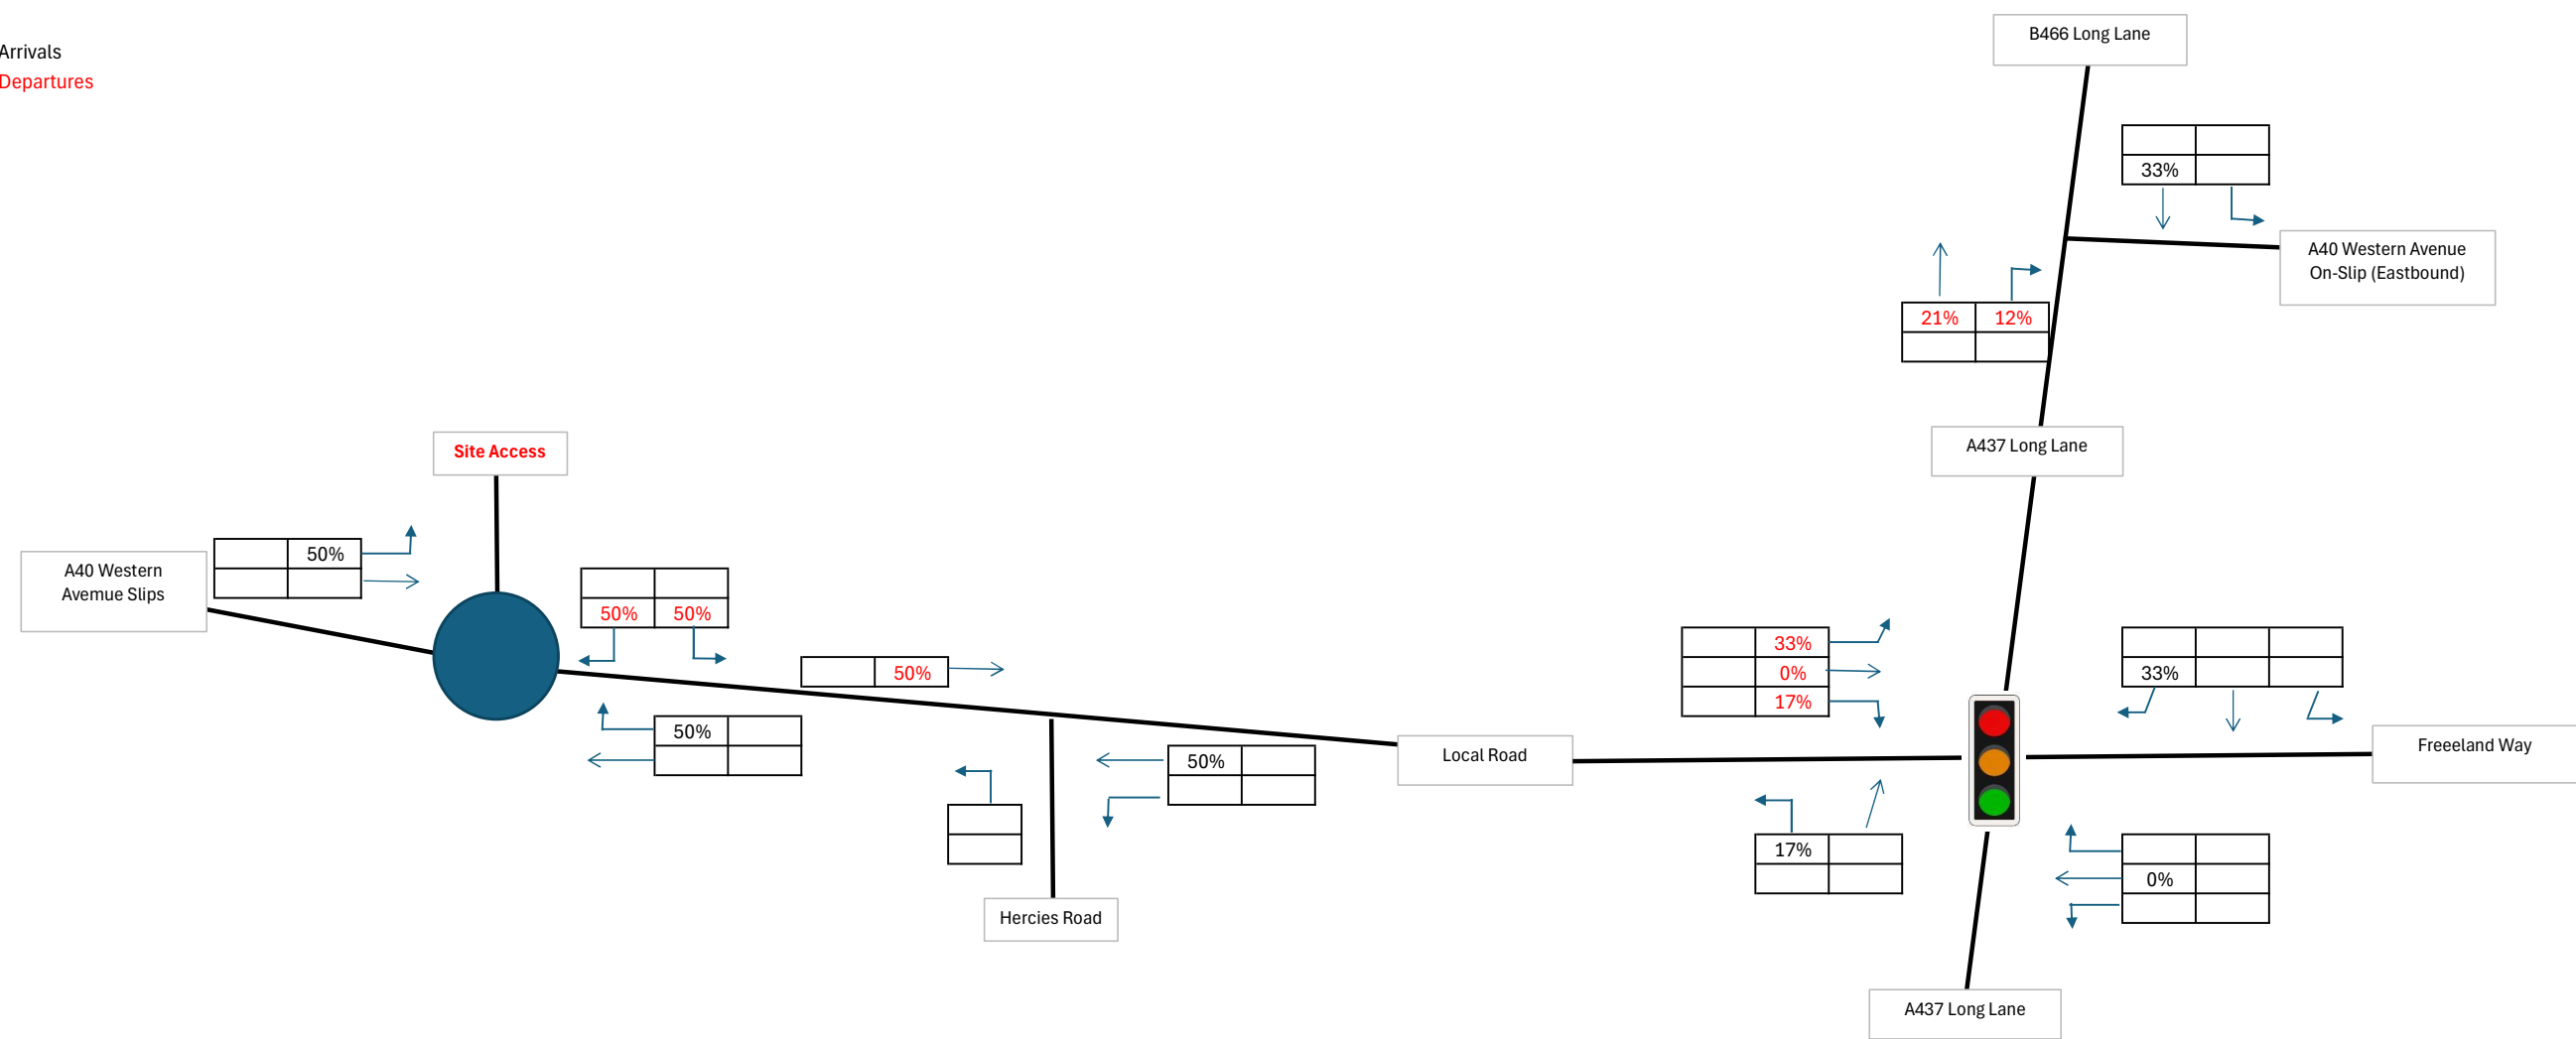 B466 Long Lane
Arrivals
Departures
33%
A40 Western Avenue
On-Slip (Eastbound)
21% 12%
A437 Long Lane
Site Access
50%
A40 Western
Avemue Slips
50% 50%
50%
33%
0%
17%
33%
50%
50%
Local Road
Freeeland Way
17%
0%
Hercies Road
A437 Long Lane